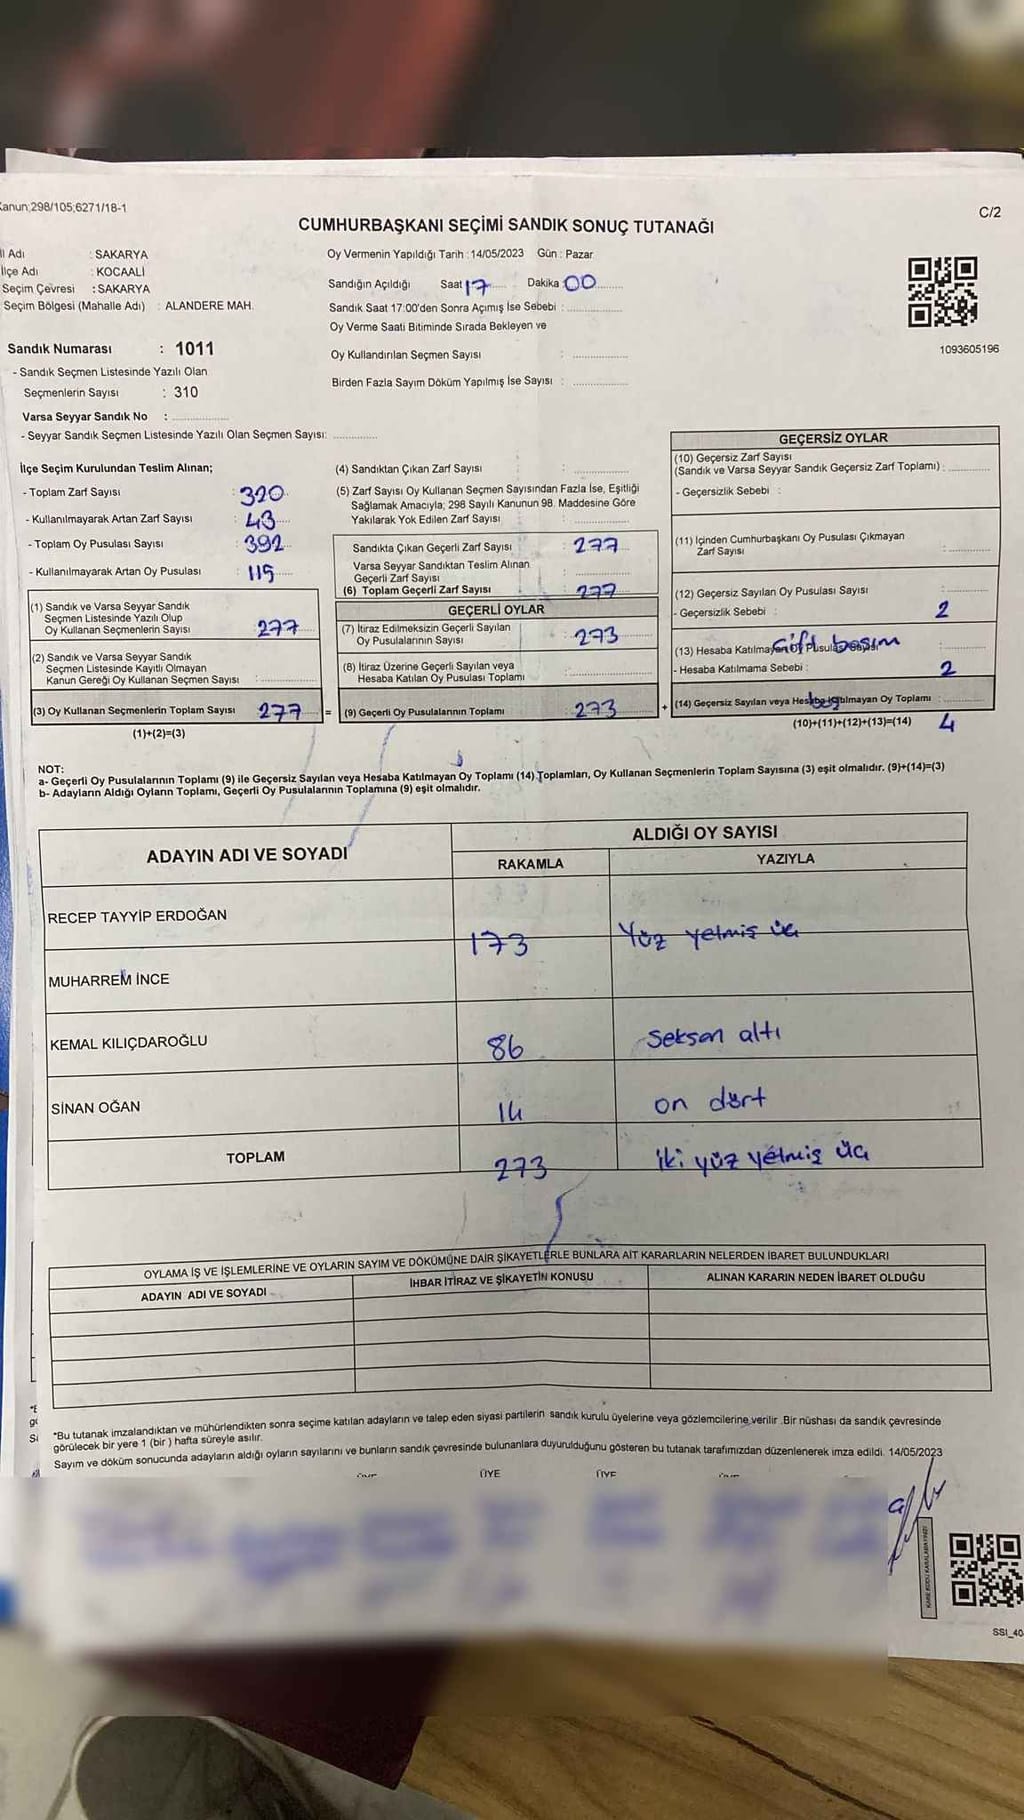 Kanun;298/105;6271/18-1
C/2
CUMHURBAŞKANI SEÇİMİ SANDIK SONUÇ TUTANAĞI
İl Adı : SAKARYA
İlçe Adı : KOCAALİ
Seçim Çevresi : SAKARYA
Seçim Bölgesi (Mahalle Adı) : ALANDERE MAH.
Oy Vermenin Yapıldığı Tarih : 14/05/2023 Gün : Pazar
Sandığın Açıldığı Saat 17 Dakika : 00
Sandık Saat 17:00'den Sonra Açımış İse Sebebi :
Oy Verme Saati Bitiminde Sırada Bekleyen ve
Oy Kullandırılan Seçmen Sayısı :
Birden Fazla Sayım Döküm Yapılmış İse Sayısı :
1093605196
Sandık Numarası : 1011
- Sandık Seçmen Listesinde Yazılı Olan
Seçmenlerin Sayısı : 310
Varsa Seyyar Sandık No :
- Seyyar Sandık Seçmen Listesinde Yazılı Olan Seçmen Sayısı:
İlçe Seçim Kurulundan Teslim Alınan;
- Toplam Zarf Sayısı : 320
- Kullanılmayarak Artan Zarf Sayısı : 43
- Toplam Oy Pusulası Sayısı : 392
- Kullanılmayarak Artan Oy Pusulası : 115
(1) Sandık ve Varsa Seyyar Sandık
Seçmen Listesinde Yazılı Olup
Oy Kullanan Seçmenlerin Sayısı : 277
(2) Sandık ve Varsa Seyyar Sandık
Seçmen Listesinde Kayıtlı Olmayan
Kanun Gereği Oy Kullanan Seçmen Sayısı :
(3) Oy Kullanan Seçmenlerin Toplam Sayısı : 277
(1)+(2)=(3)
(4) Sandıktan Çıkan Zarf Sayısı :
(5) Zarf Sayısı Oy Kullanan Seçmen Sayısından Fazla İse, Eşitliği
Sağlamak Amacıyla; 298 Sayılı Kanunun 98. Maddesine Göre
Yakılarak Yok Edilen Zarf Sayısı :
Sandıkta Çıkan Geçerli Zarf Sayısı : 277
Varsa Seyyar Sandıktan Teslim Alınan
Geçerli Zarf Sayısı :
(6) Toplam Geçerli Zarf Sayısı : 277
GEÇERLİ OYLAR
(7) İtiraz Edilmeksizin Geçerli Sayılan
Oy Pusulalarının Sayısı : 273
(8) İtiraz Üzerine Geçerli Sayılan veya
Hesaba Katılan Oy Pusulası Toplamı :
= (9) Geçerli Oy Pusulalarının Toplamı : 273
GEÇERSİZ OYLAR
(10) Geçersiz Zarf Sayısı
(Sandık ve Varsa Seyyar Sandık Geçersiz Zarf Toplamı) :
- Geçersizlik Sebebi :
(11) İçinden Cumhurbaşkanı Oy Pusulası Çıkmayan
Zarf Sayısı :
(12) Geçersiz Sayılan Oy Pusulası Sayısı :
- Geçersizlik Sebebi : 2
Çift basım
(13) Hesaba Katılmayan Oy Pusulası Sayısı
- Hesaba Katılmama Sebebi : 2
boş
+ (14) Geçersiz Sayılan veya Hesaba Katılmayan Oy Toplamı :
(10)+(11)+(12)+(13)=(14) 4
NOT:
a- Geçerli Oy Pusulalarının Toplamı (9) ile Geçersiz Sayılan veya Hesaba Katılmayan Oy Toplamı (14) Toplamları, Oy Kullanan Seçmenlerin Toplam Sayısına (3) eşit olmalıdır. (9)+(14)=(3)
b- Adayların Aldığı Oyların Toplamı, Geçerli Oy Pusulalarının Toplamına (9) eşit olmalıdır.
ADAYIN ADI VE SOYADI
ALDIĞI OY SAYISI
RAKAMLA YAZIYLA
RECEP TAYYİP ERDOĞAN 173 Yüz yetmiş üç
MUHARREM İNCE
KEMAL KILIÇDAROĞLU 86 Seksen altı
SİNAN OĞAN 14 on dört
TOPLAM 273 iki yüz yetmiş üç
OYLAMA İŞ VE İŞLEMLERİNE VE OYLARIN SAYIM VE DÖKÜMÜNE DAİR ŞİKAYETLERLE BUNLARA AİT KARARLARIN NELERDEN İBARET BULUNDUKLARI
ADAYIN ADI VE SOYADI İHBAR İTİRAZ VE ŞİKAYETİN KONUSU ALINAN KARARIN NEDEN İBARET OLDUĞU
*Bu tutanak imzalandıktan ve mühürlendikten sonra seçime katılan adayların ve talep eden siyasi partilerin sandık kurulu üyelerine veya gözlemcilerine verilir .Bir nüshası da sandık çevresinde
görülecek bir yere 1 (bir ) hafta süreyle asılır.
Sayım ve döküm sonucunda adayların aldığı oyların sayılarını ve bunların sandık çevresinde bulunanlara duyurulduğunu gösteren bu tutanak tarafımızdan düzenlenerek imza edildi. 14/05/2023
ÜYE ÜYE
KARE KODU KARALAMAYINIZ!
SSI_40